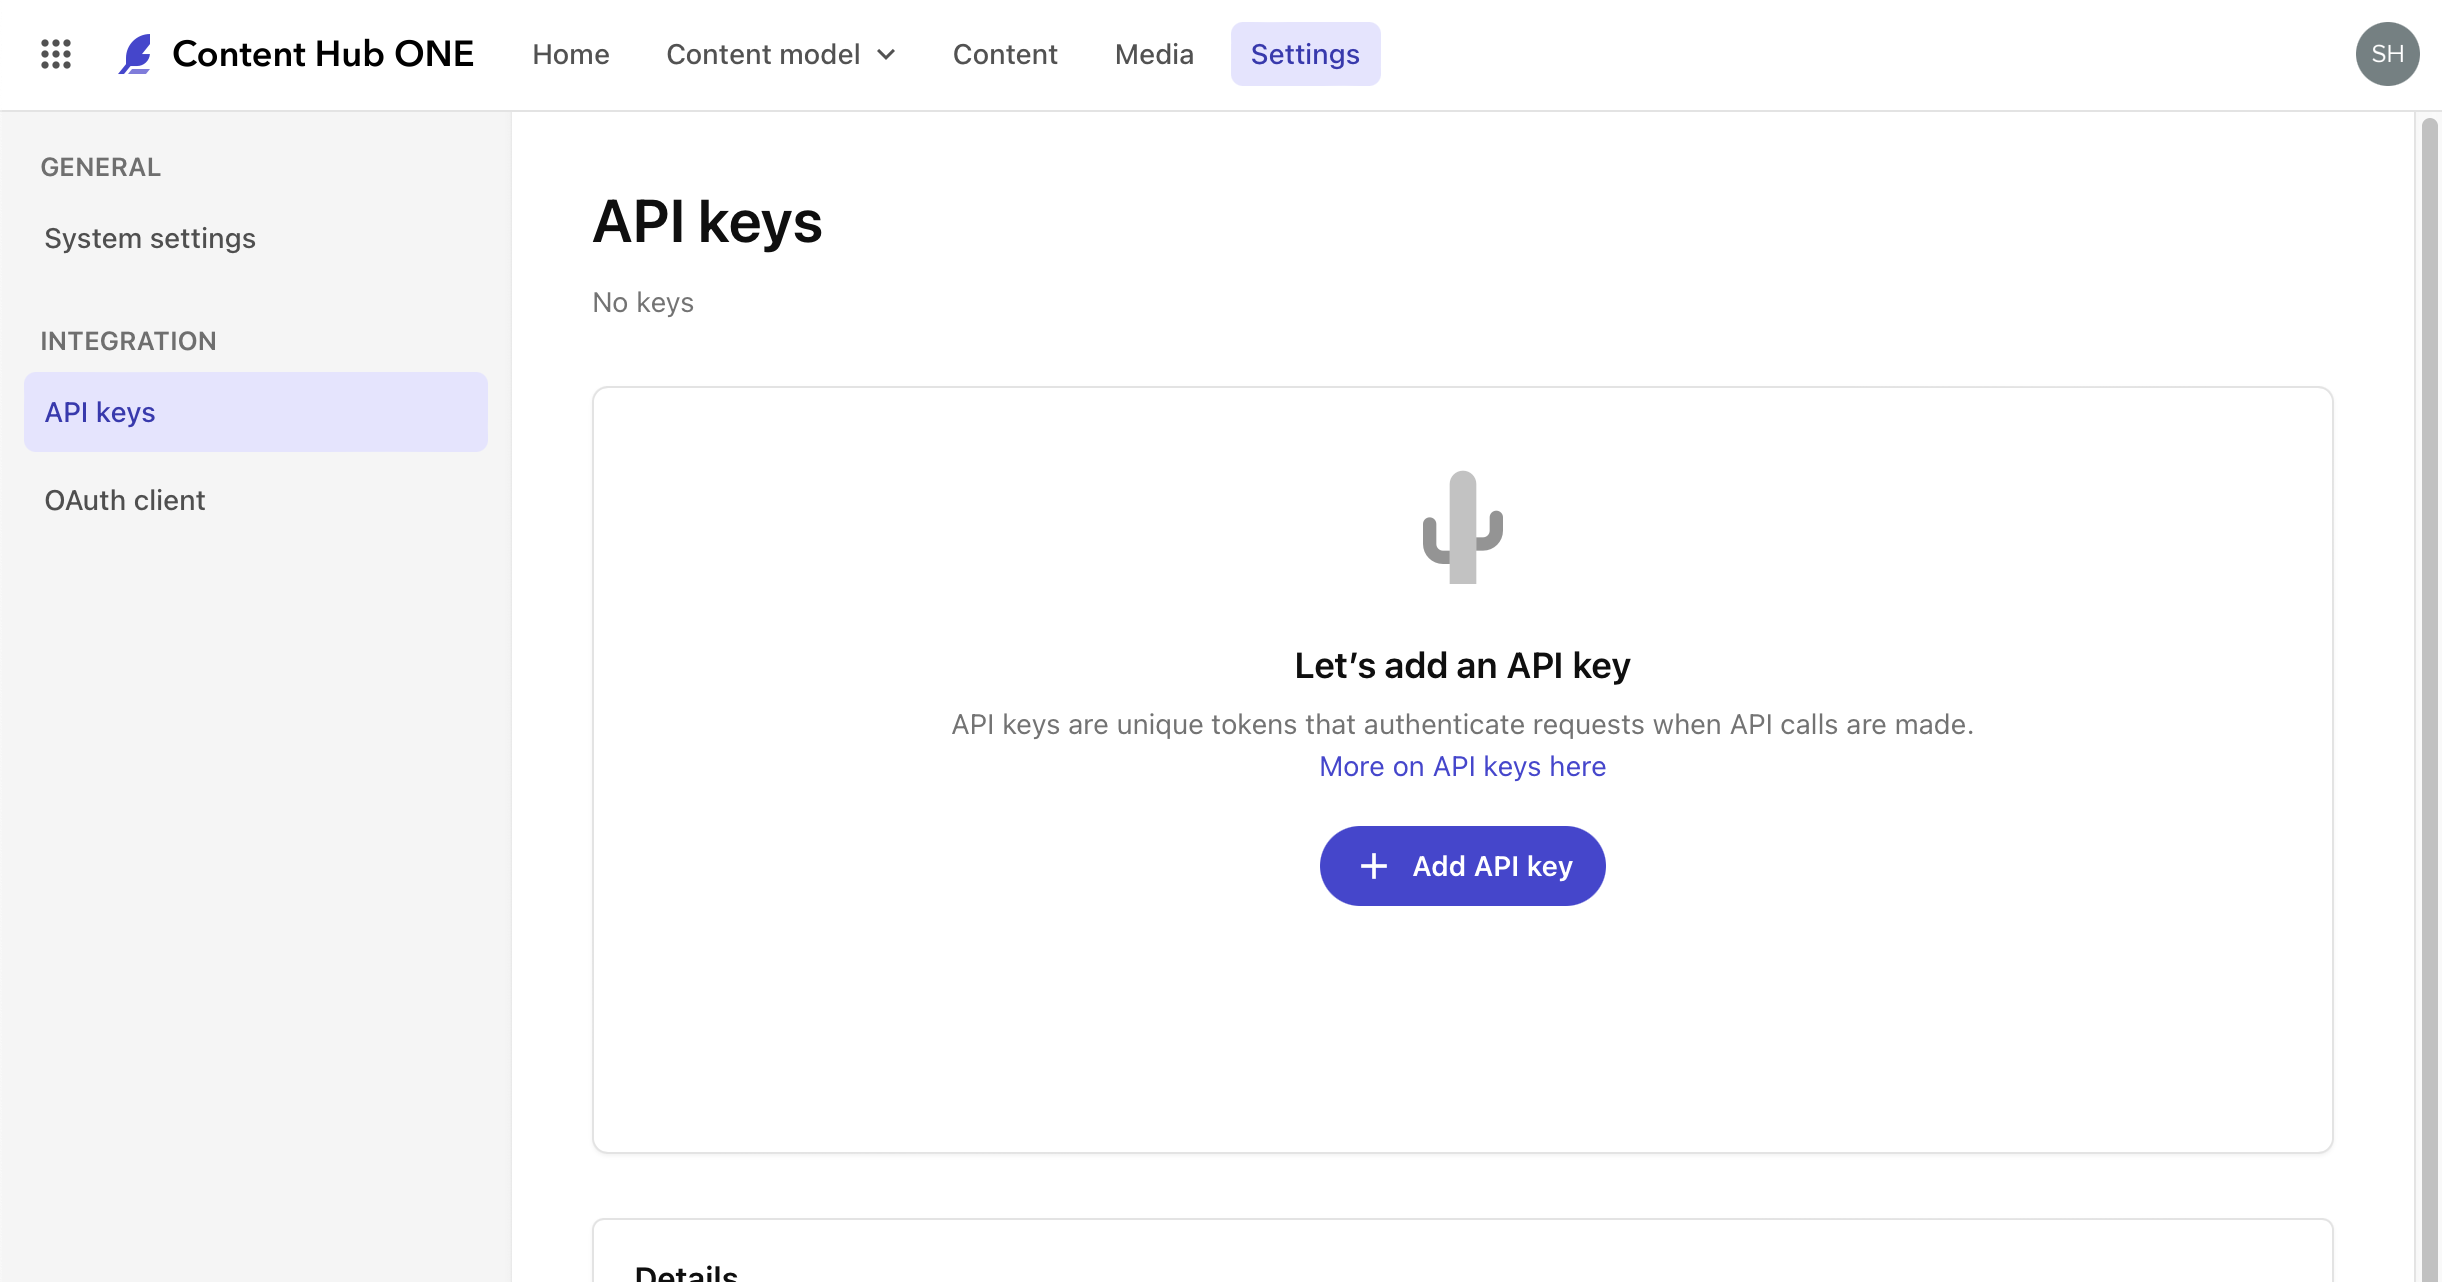 Content Hub ONE
Home
Content model
Content
Media
Settings
SH
GENERAL
System settings
INTEGRATION
API keys
OAuth client
API keys
No keys
Let’s add an API key
API keys are unique tokens that authenticate requests when API calls are made.
More on API keys here
Add API key
Details